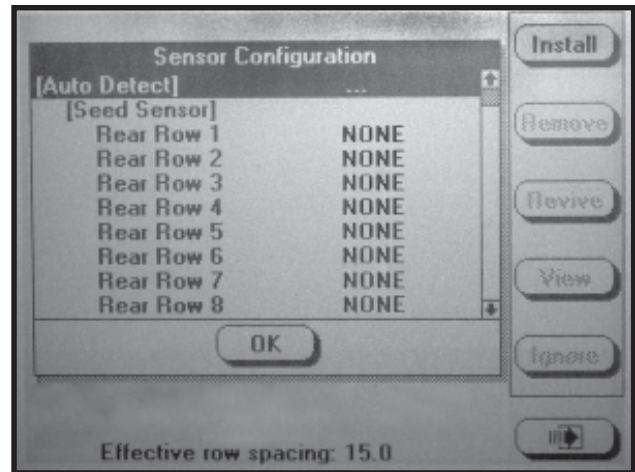 Sensor Configuration
[Auto Detect] ...
[Seed Sensor]
Rear Row 1 NONE
Rear Row 2 NONE
Rear Row 3 NONE
Rear Row 4 NONE
Rear Row 5 NONE
Rear Row 6 NONE
Rear Row 7 NONE
Rear Row 8 NONE
OK
Effective row spacing: 15.0
Install
Remove
Revive
View
Ignore